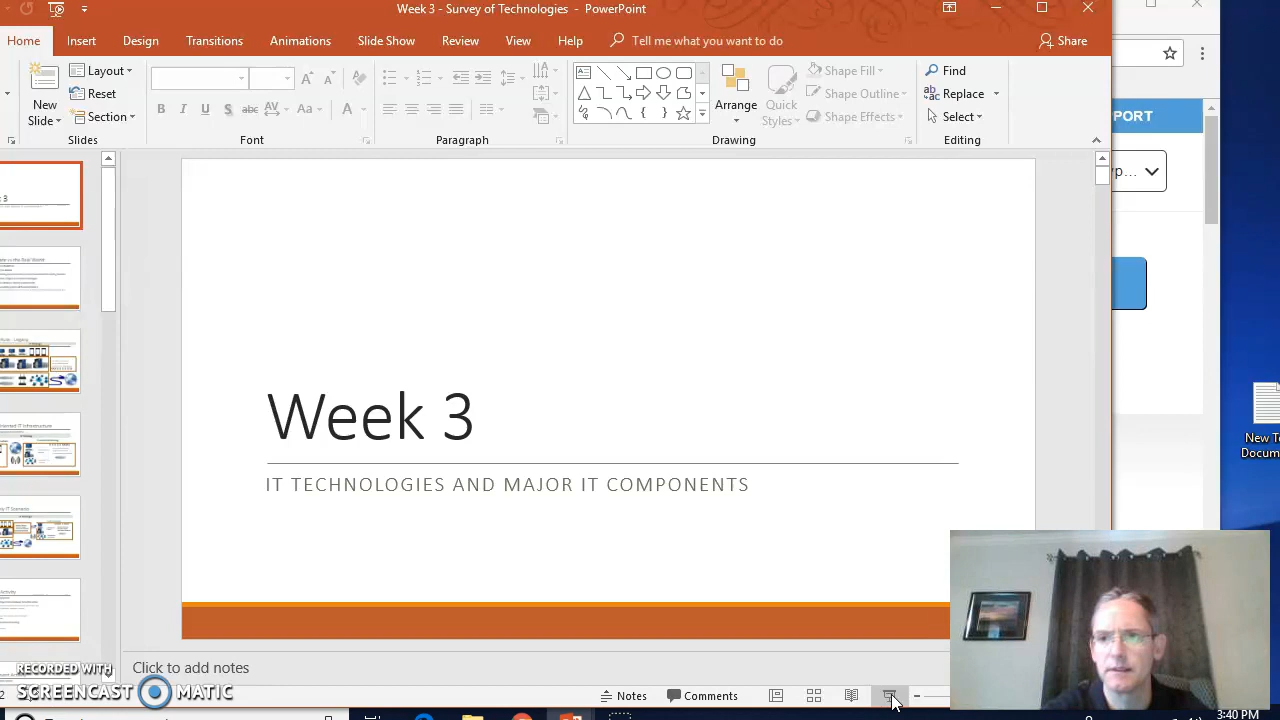 Week 3 - Survey of Technologies - PowerPoint
Home Insert Design Transitions Animations Slide Show Review View Help Tell me what you want to do Share
New Slide
Layout
Reset
Section
Slides
Font
Paragraph
Arrange
Quick Styles
Shape Fill
Shape Outline
Shape Effects
Drawing
Find
Replace
Select
Editing
PORT
Week 3
IT TECHNOLOGIES AND MAJOR IT COMPONENTS
Click to add notes
Notes Comments
RECORDED WITH
SCREENCAST MATIC
New
3:40 PM